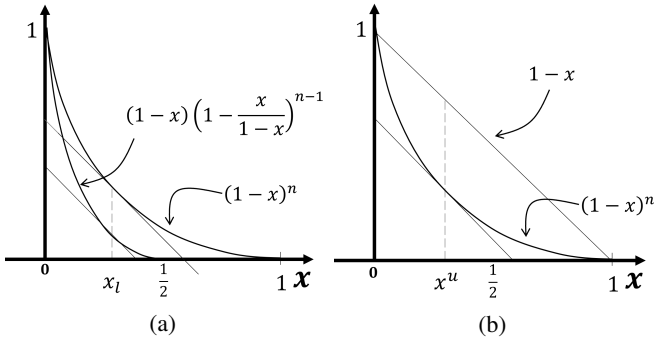 1
(1 − x) (1 − x/(1 − x))^{n−1}
(1 − x)^n
0
x_l
1/2
1
x
(a)
1
1 − x
(1 − x)^n
0
x^u
1/2
1
x
(b)